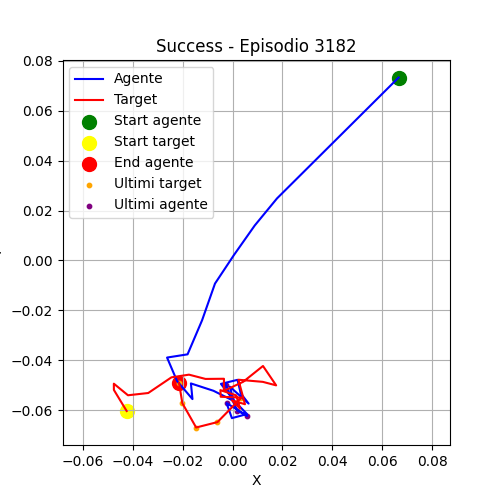 Success - Episodio 3182
Agente
Target
Start agente
Start target
End agente
Ultimi target
Ultimi agente
0.08
0.06
0.04
0.02
0.00
−0.02
−0.04
−0.06
−0.06 −0.04 −0.02 0.00 0.02 0.04 0.06 0.08
X